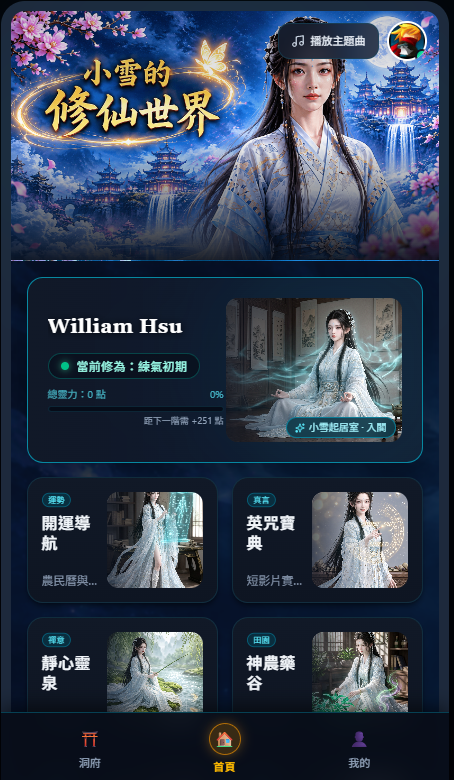 播放主題曲
小雪的
修仙世界
William Hsu
當前修為：練氣初期
總靈力：0 點
0%
距下一階需 +251 點
小雪起居室 · 入閣
運勢
開運導
航
農民曆與...
真言
英咒寶
典
短影片實...
禪意
靜心靈
泉
田園
神農藥
谷
洞府
首頁
我的